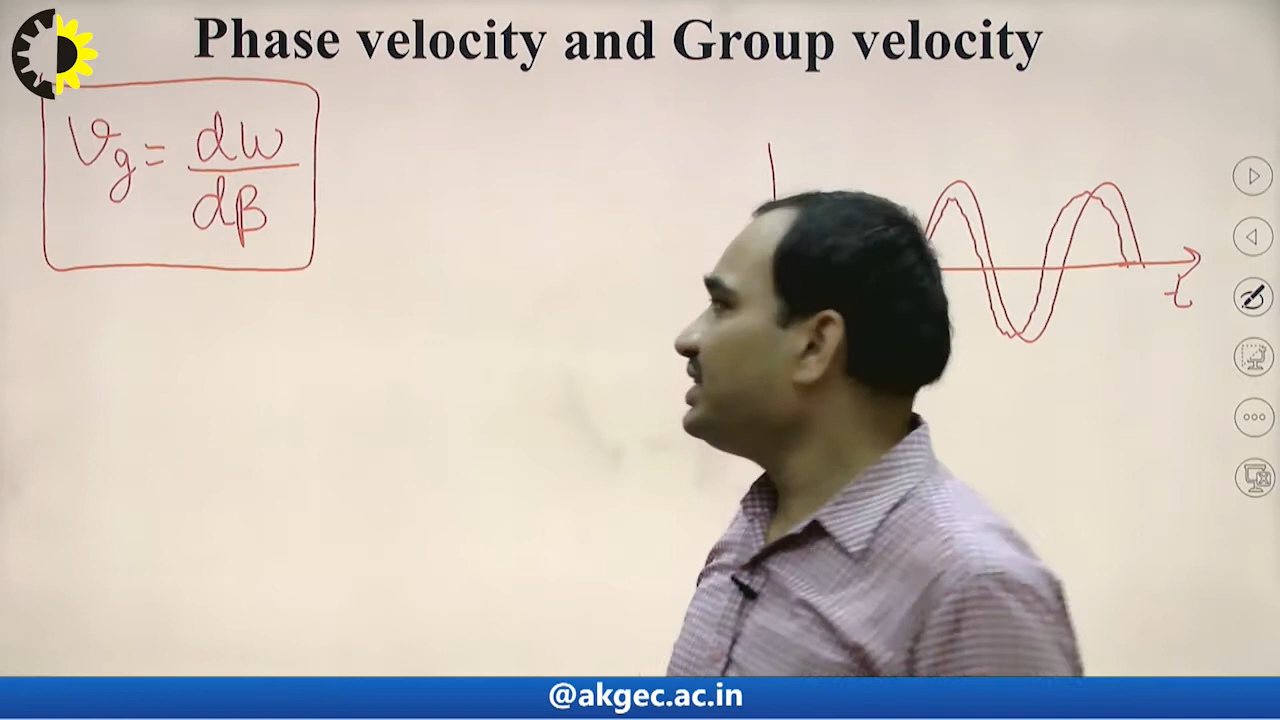 Phase velocity and Group velocity
Vg = dω/dβ
t
@akgec.ac.in